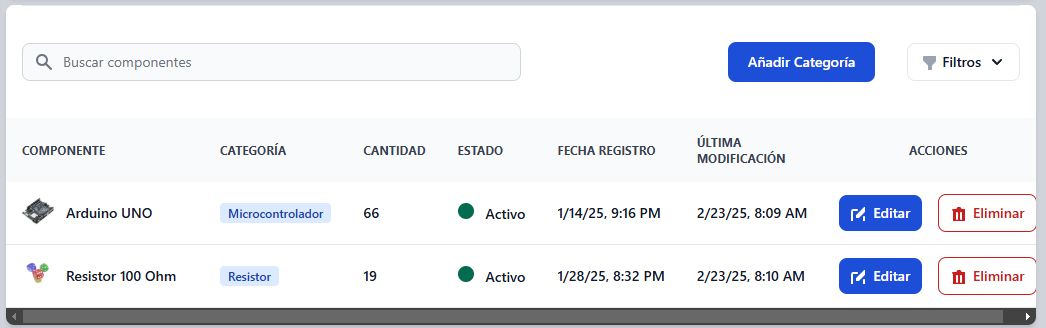 Buscar componentes
Añadir Categoría
Filtros
COMPONENTE CATEGORÍA CANTIDAD ESTADO FECHA REGISTRO ÚLTIMA MODIFICACIÓN ACCIONES
Arduino UNO Microcontrolador 66 Activo 1/14/25, 9:16 PM 2/23/25, 8:09 AM Editar Eliminar
Resistor 100 Ohm Resistor 19 Activo 1/28/25, 8:32 PM 2/23/25, 8:10 AM Editar Eliminar